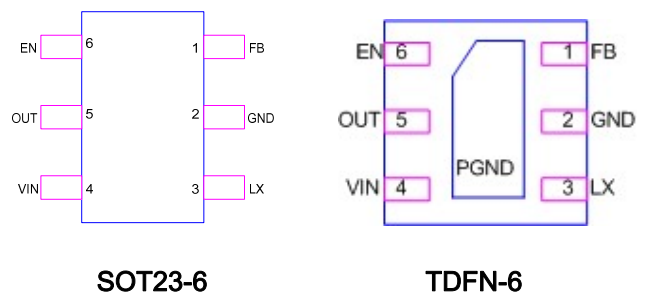 EN 6 1 FB
OUT 5 2 GND
VIN 4 3 LX
SOT23-6
EN 6 1 FB
OUT 5 2 GND
PGND
VIN 4 3 LX
TDFN-6